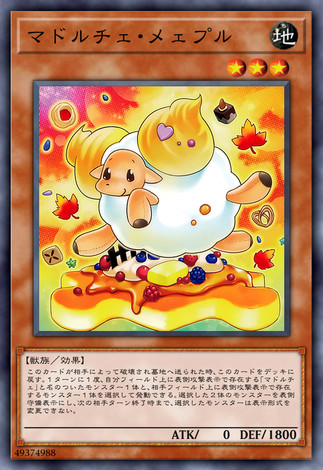 マドルチェ・メェプル
地
【獣族/効果】
このカードが相手によって破壊され墓地へ送られた時、このカードをデッキに
戻す。1ターンに1度、自分フィールド上に表側攻撃表示で存在する「マドルチ
ェ」と名のついたモンスター1体と、相手フィールド上に表側攻撃表示で存在す
るモンスター1体を選択して発動できる。選択した2体のモンスターを表側
守備表示にし、次の相手ターン終了時まで、選択したモンスターは表示形式を
変更できない。
ATK/ 0 DEF/1800
49374988